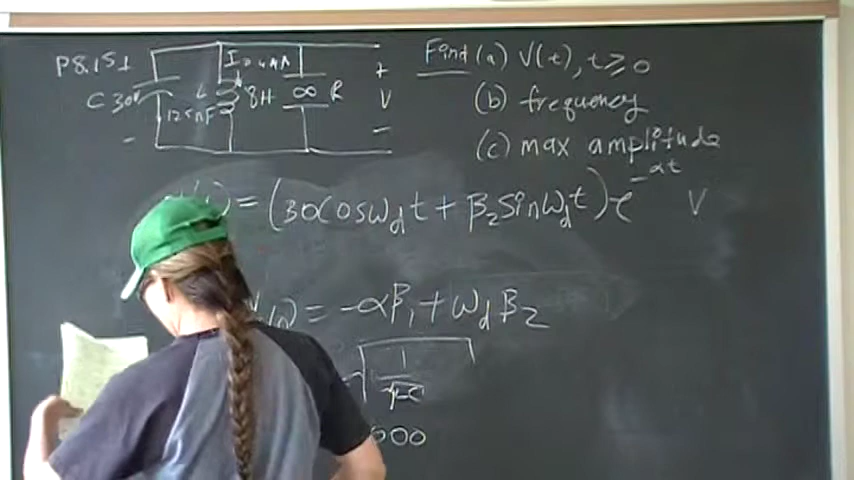 P8.15⊥
I₀ 4mA
C 30V
L 8H ∞ R
125nF
+
V
−
−
Find (a) V(t), t ≥ 0
(b) frequency
(c) max amplitude
= (30cosω_d t + β₂sinω_d t)e^(-αt) V
= -αβ₁ + ω_d β₂
1
000